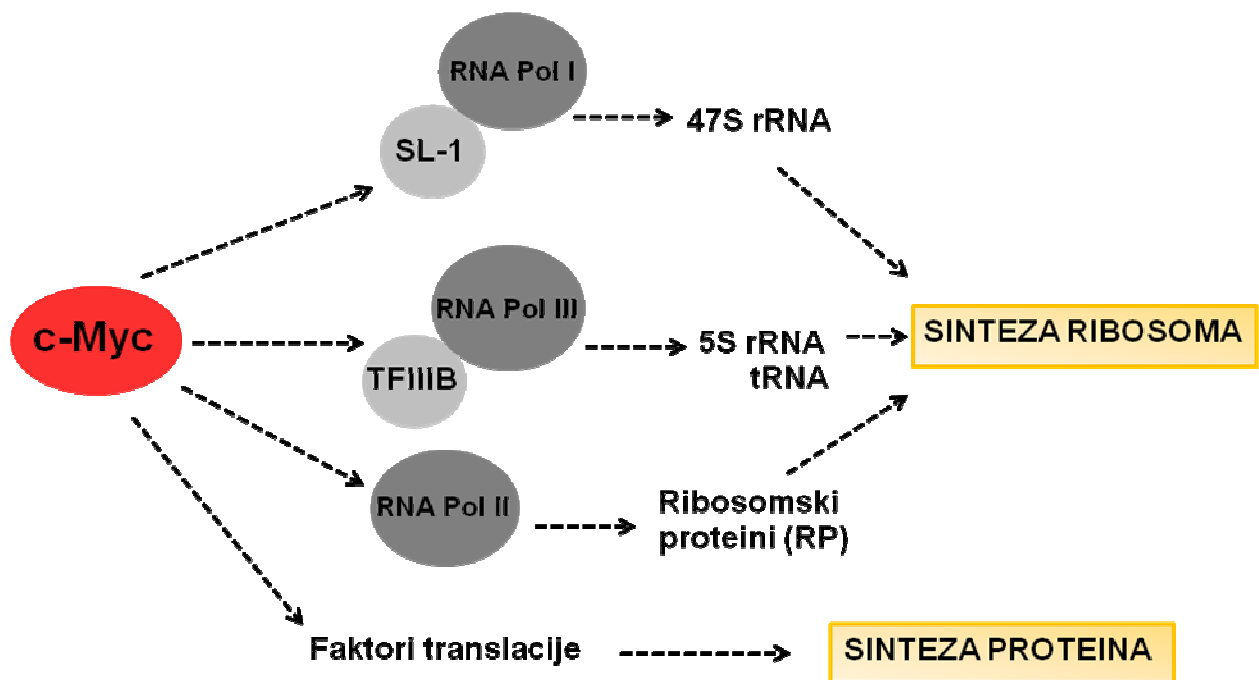 RNA Pol I
SL-1
47S rRNA
c-Myc
RNA Pol III
TFIIIB
5S rRNA
tRNA
SINTEZA RIBOSOMA
RNA Pol II
Ribosomski
proteini (RP)
Faktori translacije
SINTEZA PROTEINA